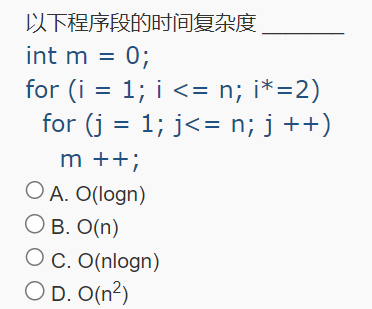 以下程序段的时间复杂度 ________
int m = 0;
for (i = 1; i <= n; i*=2)
for (j = 1; j<= n; j ++)
m ++;
A. O(logn)
B. O(n)
C. O(nlogn)
D. O(n²)